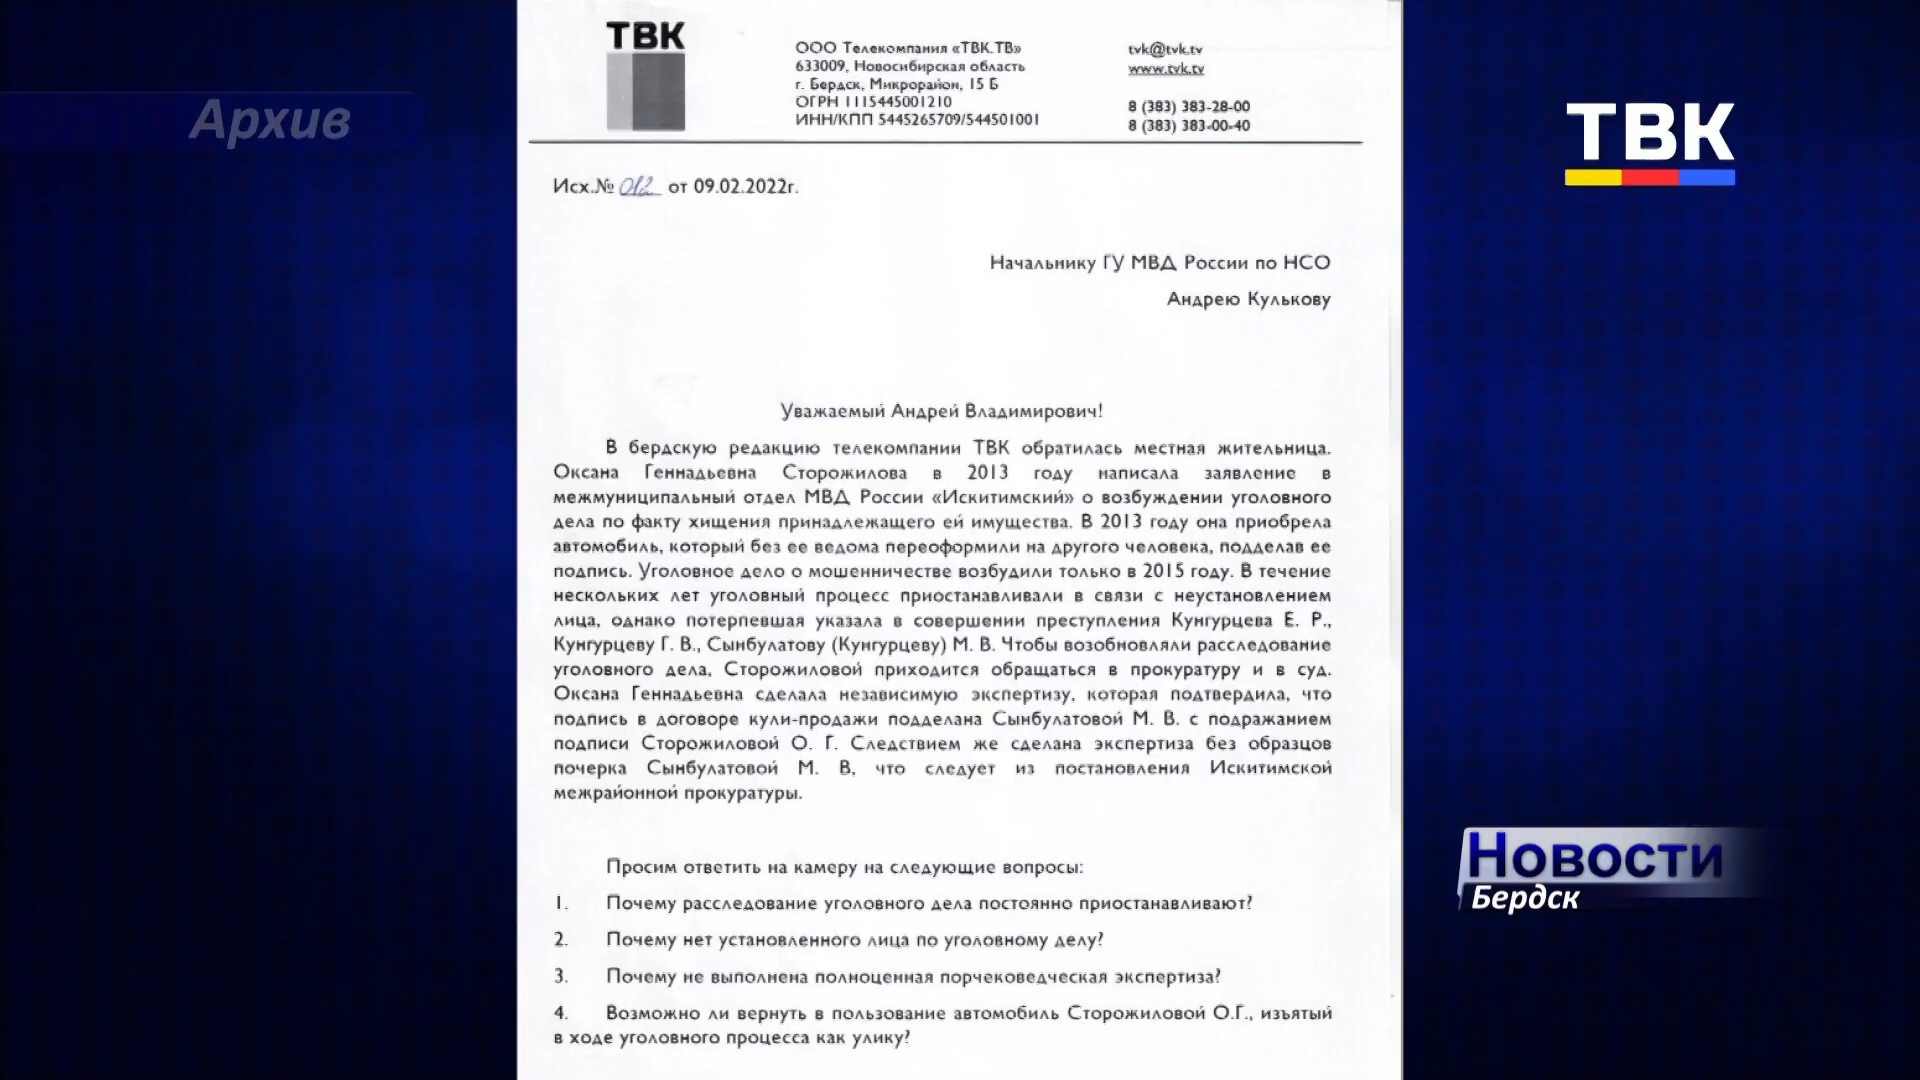 Архив
ТВК
ООО Телекомпания «ТВК.ТВ»
633009, Новосибирская область
г. Бердск, Микрорайон, 15 Б
ОГРН 1115445001210
ИНН/КПП 5445265709/544501001
tvk@tvk.tv
www.tvk.tv
8 (383) 383-28-00
8 (383) 383-00-40
ТВК
Исх.№ 012 от 09.02.2022г.
Начальнику ГУ МВД России по НСО
Андрею Кулькову
Уважаемый Андрей Владимирович!
В бердскую редакцию телекомпании ТВК обратилась местная жительница.
Оксана Геннадьевна Сторожилова в 2013 году написала заявление в
межмуниципальный отдел МВД России «Искитимский» о возбуждении уголовного
дела по факту хищения принадлежащего ей имущества. В 2013 году она приобрела
автомобиль, который без ее ведома переоформили на другого человека, подделав ее
подпись. Уголовное дело о мошенничестве возбудили только в 2015 году. В течение
нескольких лет уголовный процесс приостанавливали в связи с неустановлением
лица, однако потерпевшая указала в совершении преступления Кунгурцева Е. Р.,
Кунгурцеву Г. В., Сынбулатову (Кунгурцеву) М. В. Чтобы возобновляли расследование
уголовного дела, Сторожиловой приходится обращаться в прокуратуру и в суд.
Оксана Геннадьевна сделала независимую экспертизу, которая подтвердила, что
подпись в договоре кули-продажи подделана Сынбулатовой М. В. с подражанием
подписи Сторожиловой О. Г. Следствием же сделана экспертиза без образцов
почерка Сынбулатовой М. В, что следует из постановления Искитимской
межрайонной прокуратуры.
Просим ответить на камеру на следующие вопросы:
1. Почему расследование уголовного дела постоянно приостанавливают?
2. Почему нет установленного лица по уголовному делу?
3. Почему не выполнена полноценная порчековедческая экспертиза?
4. Возможно ли вернуть в пользование автомобиль Сторожиловой О.Г., изъятый
в ходе уголовного процесса как улику?
Новости
Бердск